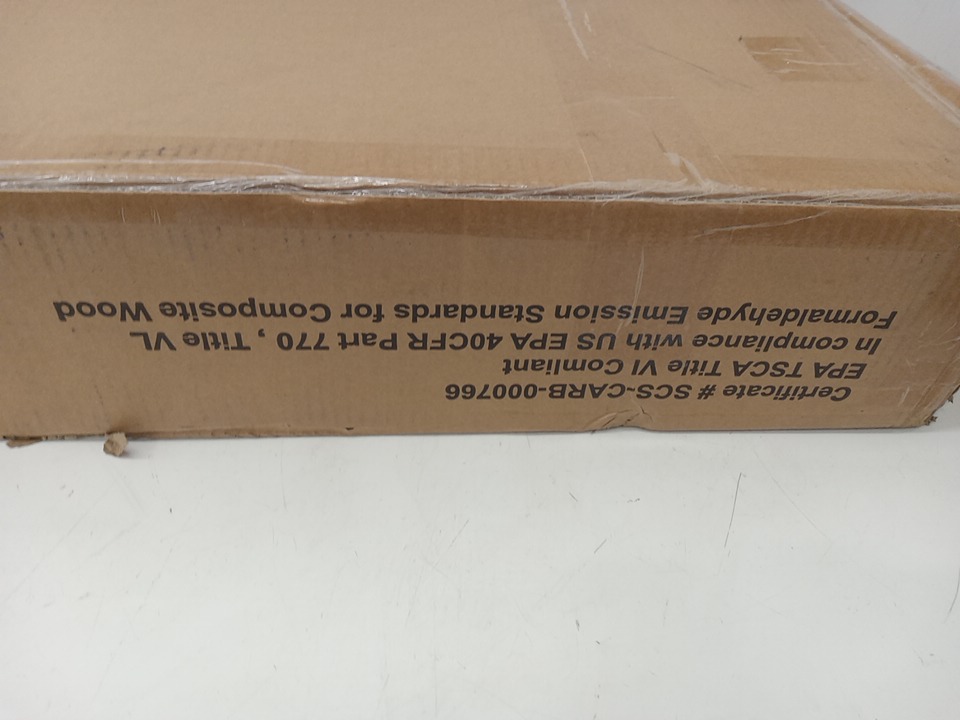 Certificate # SCS-CARB-000766
EPA TSCA Title VI Comliant
In compliance with US EPA 40CFR Part 770 , Title VL
Formaldehyde Emission Standards for Composite Wood